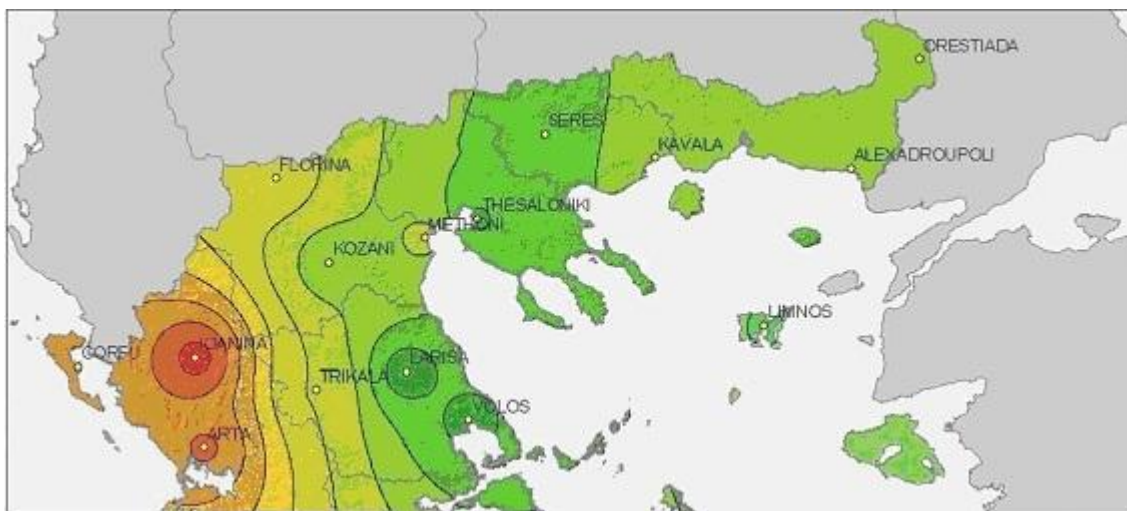 ORESTIADA
SERES
KAVALA
FLORINA
ALEXADROUPOLI
THESALONIKI
METHONI
KOZANI
LIMNOS
IOANINA
CORFU
LARISA
TRIKALA
VOLOS
ARTA